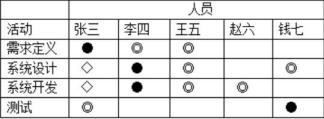 人员
活动 张三 李四 王五 赵六 钱七
需求定义 ● ◎ ◎
系统设计 ◇ ● ◎ ◎
系统开发 ◇ ● ◎ ◎
测试 ◎ ●